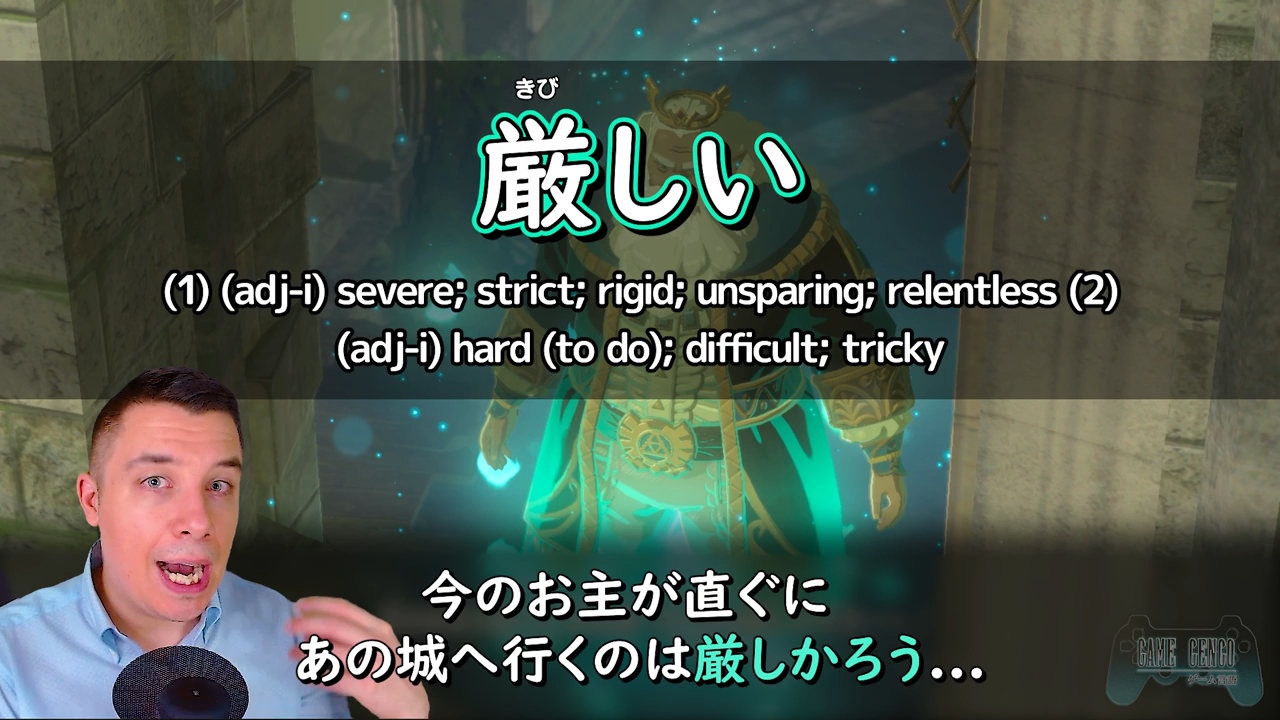 きび
厳しい
(1) (adj-i) severe; strict; rigid; unsparing; relentless (2)
(adj-i) hard (to do); difficult; tricky
今のお主が直ぐに
あの城へ行くのは厳しかろう...
GAME GENGO
ゲーム言語